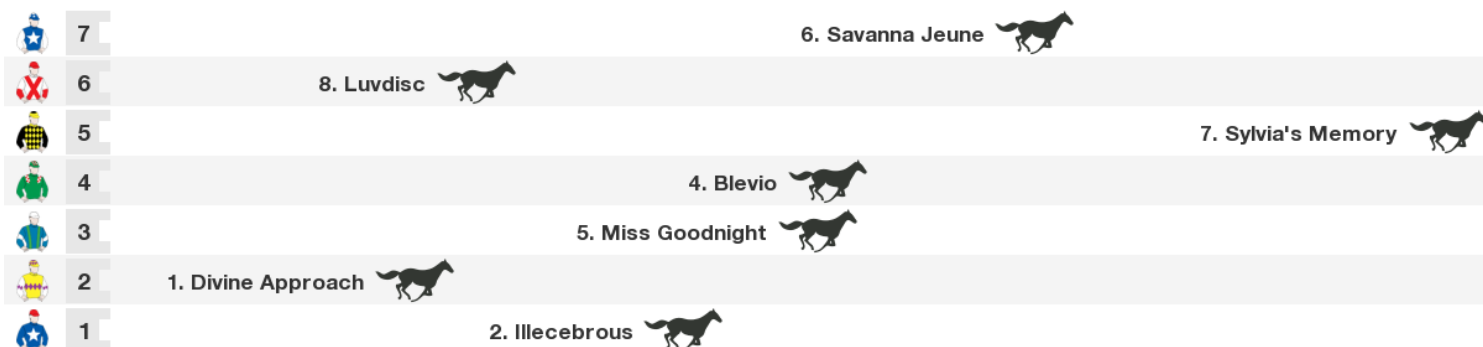 7 6. Savanna Jeune
6 8. Luvdisc
5 7. Sylvia's Memory
4 4. Blevio
3 5. Miss Goodnight
2 1. Divine Approach
1 2. Illecebrous